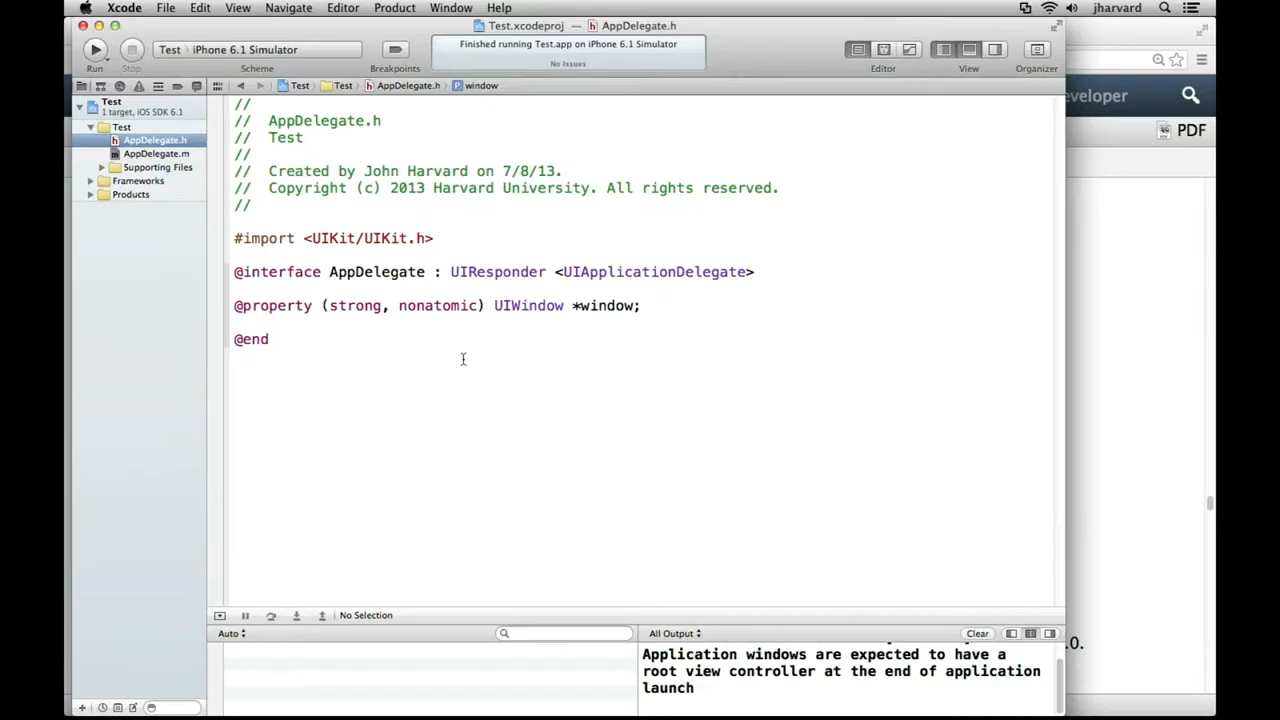 Xcode File Edit View Navigate Editor Product Window Help jharvard
Test.xcodeproj — AppDelegate.h
Test iPhone 6.1 Simulator
Finished running Test.app on iPhone 6.1 Simulator
No Issues
Run Stop Scheme Breakpoints Editor View Organizer
Test Test AppDelegate.h window
Test
1 target, iOS SDK 6.1
Test
AppDelegate.h
AppDelegate.m
Supporting Files
Frameworks
Products
//
// AppDelegate.h
// Test
//
// Created by John Harvard on 7/8/13.
// Copyright (c) 2013 Harvard University. All rights reserved.
//
#import <UIKit/UIKit.h>
@interface AppDelegate : UIResponder <UIApplicationDelegate>
@property (strong, nonatomic) UIWindow *window;
@end
eveloper
PDF
No Selection
Auto
All Output
Clear
Application windows are expected to have a
root view controller at the end of application
launch
.0.